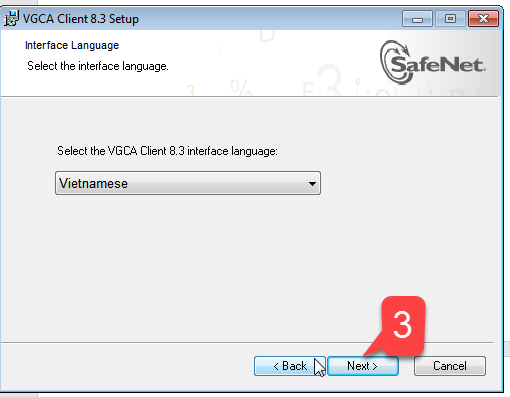 VGCA Client 8.3 Setup
Interface Language
Select the interface language.
SafeNet.
Select the VGCA Client 8.3 interface language:
Vietnamese
3
< Back
Next >
Cancel